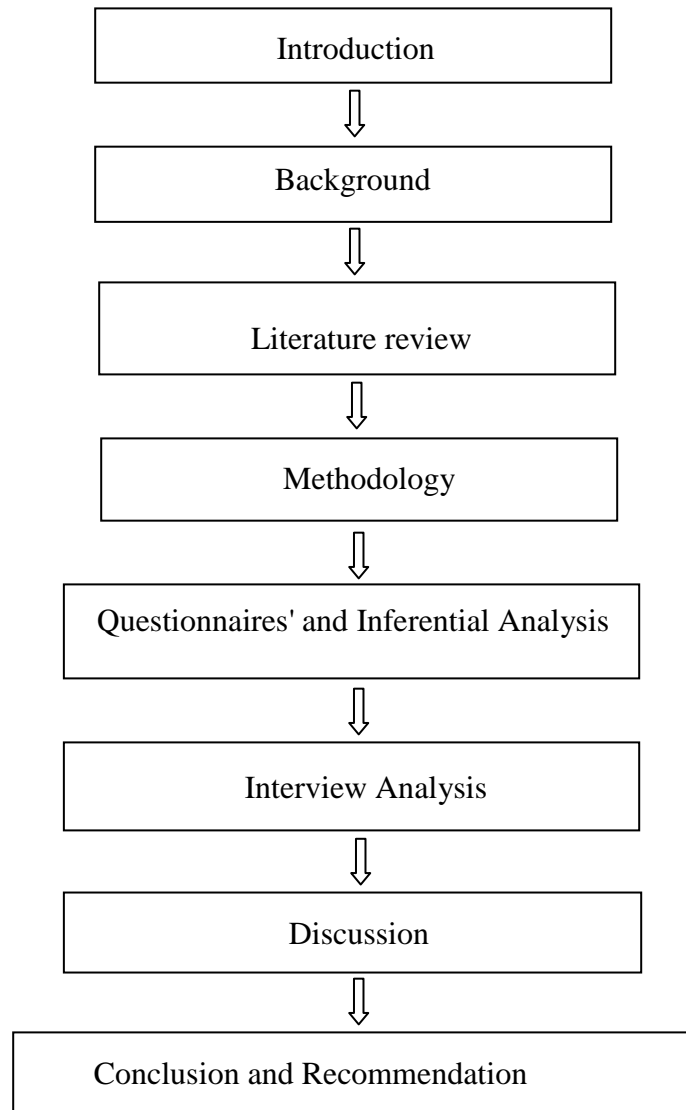 Introduction
Background
Literature review
Methodology
Questionnaires' and Inferential Analysis
Interview Analysis
Discussion
Conclusion and Recommendation